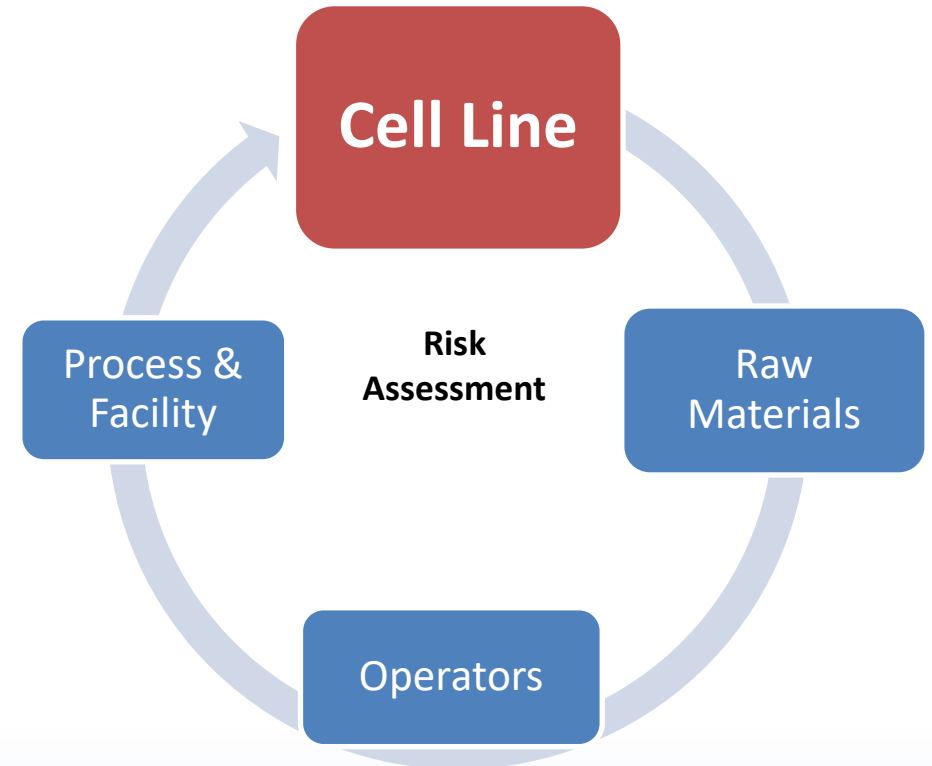 Cell Line
Risk
Assessment
Process &
Facility
Raw
Materials
Operators